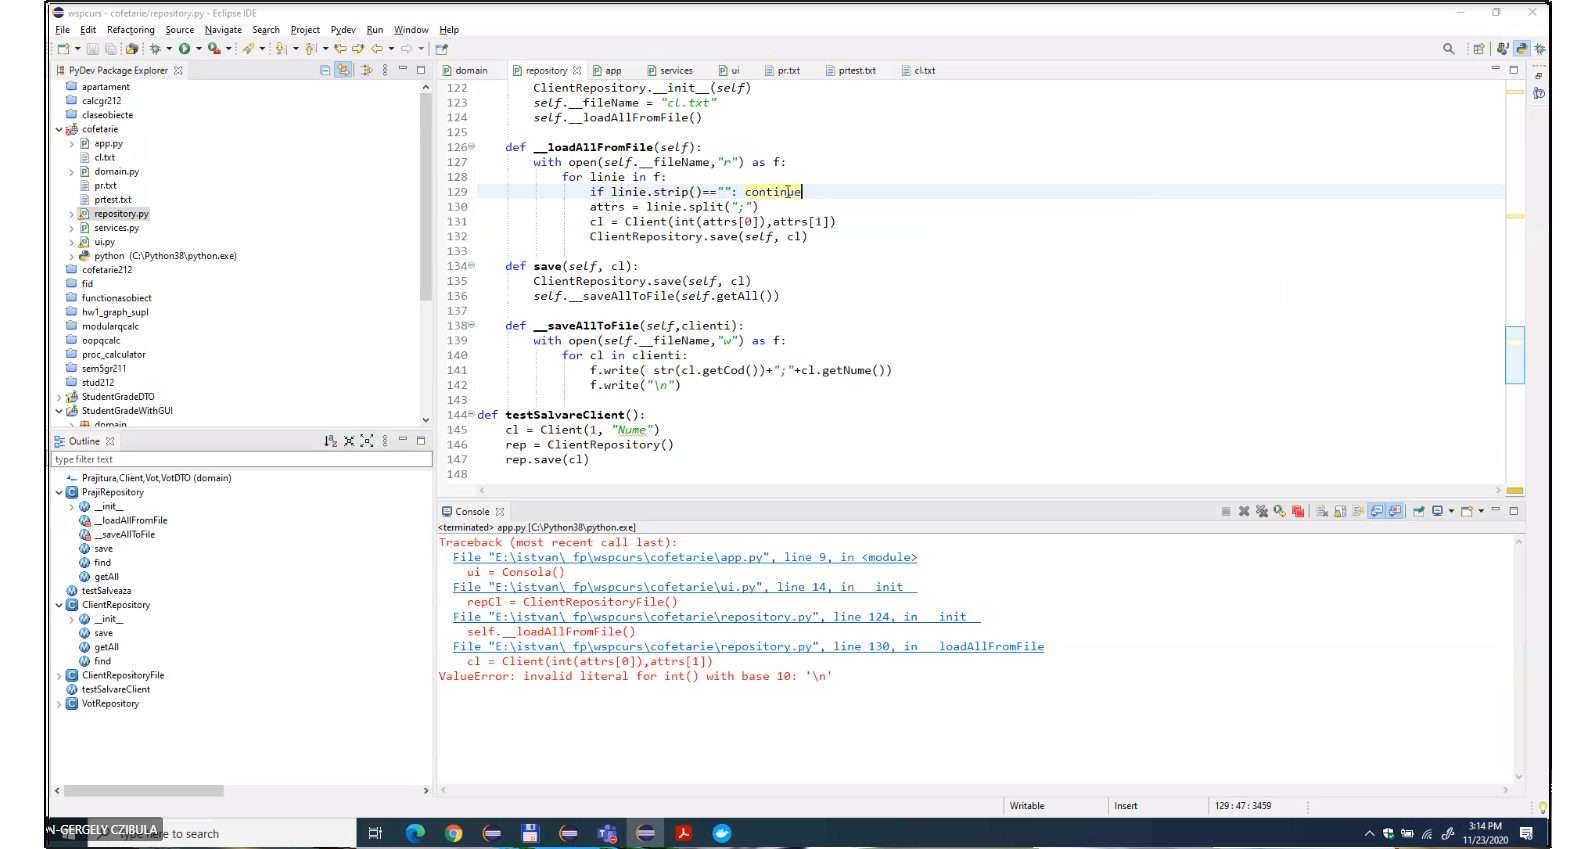 wspcurs - cofetarie/repository.py - Eclipse IDE
File Edit Refactoring Source Navigate Search Project Pydev Run Window Help
PyDev Package Explorer
domain repository app services ui pr.txt prtest.txt cl.txt
apartament
calcgr212
claseobiecte
cofetarie
app.py
cl.txt
domain.py
pr.txt
prtest.txt
repository.py
services.py
ui.py
python (C:\Python38\python.exe)
cofetarie212
fid
functionasobiect
hw1_graph_supl
modularqcalc
oopqcalc
proc_calculator
sem5gr211
stud212
StudentGradeDTO
StudentGradeWithGUI
domain
122 ClientRepository.__init__(self)
123 self.__fileName = "cl.txt"
124 self.__loadAllFromFile()
125
126 def __loadAllFromFile(self):
127 with open(self.__fileName,"r") as f:
128 for linie in f:
129 if linie.strip()=="": continue
130 attrs = linie.split(";")
131 cl = Client(int(attrs[0]),attrs[1])
132 ClientRepository.save(self, cl)
133
134 def save(self, cl):
135 ClientRepository.save(self, cl)
136 self.__saveAllToFile(self.getAll())
137
138 def __saveAllToFile(self,clienti):
139 with open(self.__fileName,"w") as f:
140 for cl in clienti:
141 f.write( str(cl.getCod())+";"+cl.getNume())
142 f.write("\n")
143
144 def testSalvareClient():
145 cl = Client(1, "Nume")
146 rep = ClientRepository()
147 rep.save(cl)
148
Outline
type filter text
Prajitura,Client,Vot,VotDTO (domain)
PrajiRepository
__init__
__loadAllFromFile
__saveAllToFile
save
find
getAll
testSalveaza
ClientRepository
__init__
save
getAll
find
ClientRepositoryFile
testSalvareClient
VotRepository
Console
<terminated> app.py [C:\Python38\python.exe]
Traceback (most recent call last):
File "E:\istvan\_fp\wspcurs\cofetarie\app.py", line 9, in <module>
ui = Consola()
File "E:\istvan\_fp\wspcurs\cofetarie\ui.py", line 14, in __init__
repCl = ClientRepositoryFile()
File "E:\istvan\_fp\wspcurs\cofetarie\repository.py", line 124, in __init__
self.__loadAllFromFile()
File "E:\istvan\_fp\wspcurs\cofetarie\repository.py", line 130, in __loadAllFromFile
cl = Client(int(attrs[0]),attrs[1])
ValueError: invalid literal for int() with base 10: '\n'
Writable Insert 129 : 47 : 3459
N-GERGELY CZIBULA
here to search
3:14 PM
11/23/2020